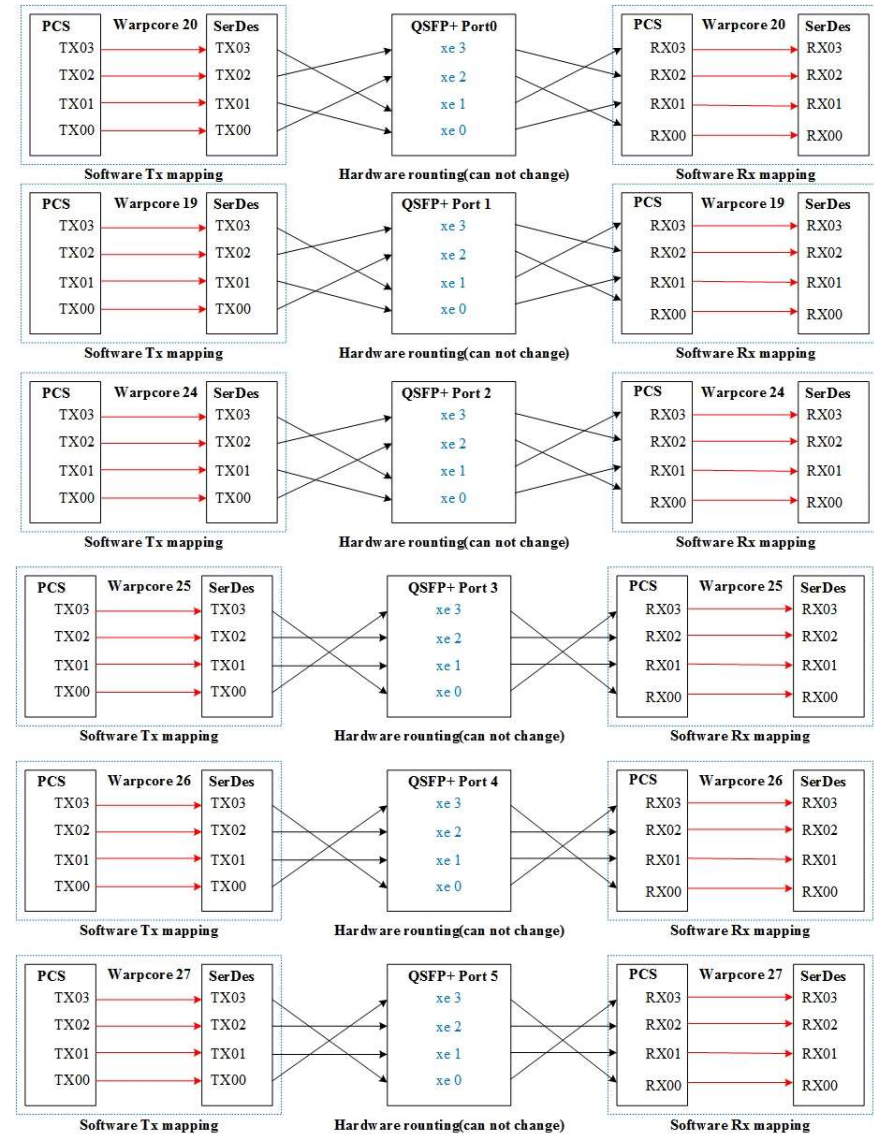 PCS Warpcore 20 SerDes QSFP+ Port0 PCS Warpcore 20 SerDes
TX03 TX03 xe 3 RX03 RX03
TX02 TX02 xe 2 RX02 RX02
TX01 TX01 xe 1 RX01 RX01
TX00 TX00 xe 0 RX00 RX00
Software Tx mapping Hardware rounting(can not change) Software Rx mapping
PCS Warpcore 19 SerDes QSFP+ Port 1 PCS Warpcore 19 SerDes
TX03 TX03 xe 3 RX03 RX03
TX02 TX02 xe 2 RX02 RX02
TX01 TX01 xe 1 RX01 RX01
TX00 TX00 xe 0 RX00 RX00
Software Tx mapping Hardware rounting(can not change) Software Rx mapping
PCS Warpcore 24 SerDes QSFP+ Port 2 PCS Warpcore 24 SerDes
TX03 TX03 xe 3 RX03 RX03
TX02 TX02 xe 2 RX02 RX02
TX01 TX01 xe 1 RX01 RX01
TX00 TX00 xe 0 RX00 RX00
Software Tx mapping Hardware rounting(can not change) Software Rx mapping
PCS Warpcore 25 SerDes QSFP+ Port 3 PCS Warpcore 25 SerDes
TX03 TX03 xe 3 RX03 RX03
TX02 TX02 xe 2 RX02 RX02
TX01 TX01 xe 1 RX01 RX01
TX00 TX00 xe 0 RX00 RX00
Software Tx mapping Hardware rounting(can not change) Software Rx mapping
PCS Warpcore 26 SerDes QSFP+ Port 4 PCS Warpcore 26 SerDes
TX03 TX03 xe 3 RX03 RX03
TX02 TX02 xe 2 RX02 RX02
TX01 TX01 xe 1 RX01 RX01
TX00 TX00 xe 0 RX00 RX00
Software Tx mapping Hardware rounting(can not change) Software Rx mapping
PCS Warpcore 27 SerDes QSFP+ Port 5 PCS Warpcore 27 SerDes
TX03 TX03 xe 3 RX03 RX03
TX02 TX02 xe 2 RX02 RX02
TX01 TX01 xe 1 RX01 RX01
TX00 TX00 xe 0 RX00 RX00
Software Tx mapping Hardware rounting(can not change) Software Rx mapping